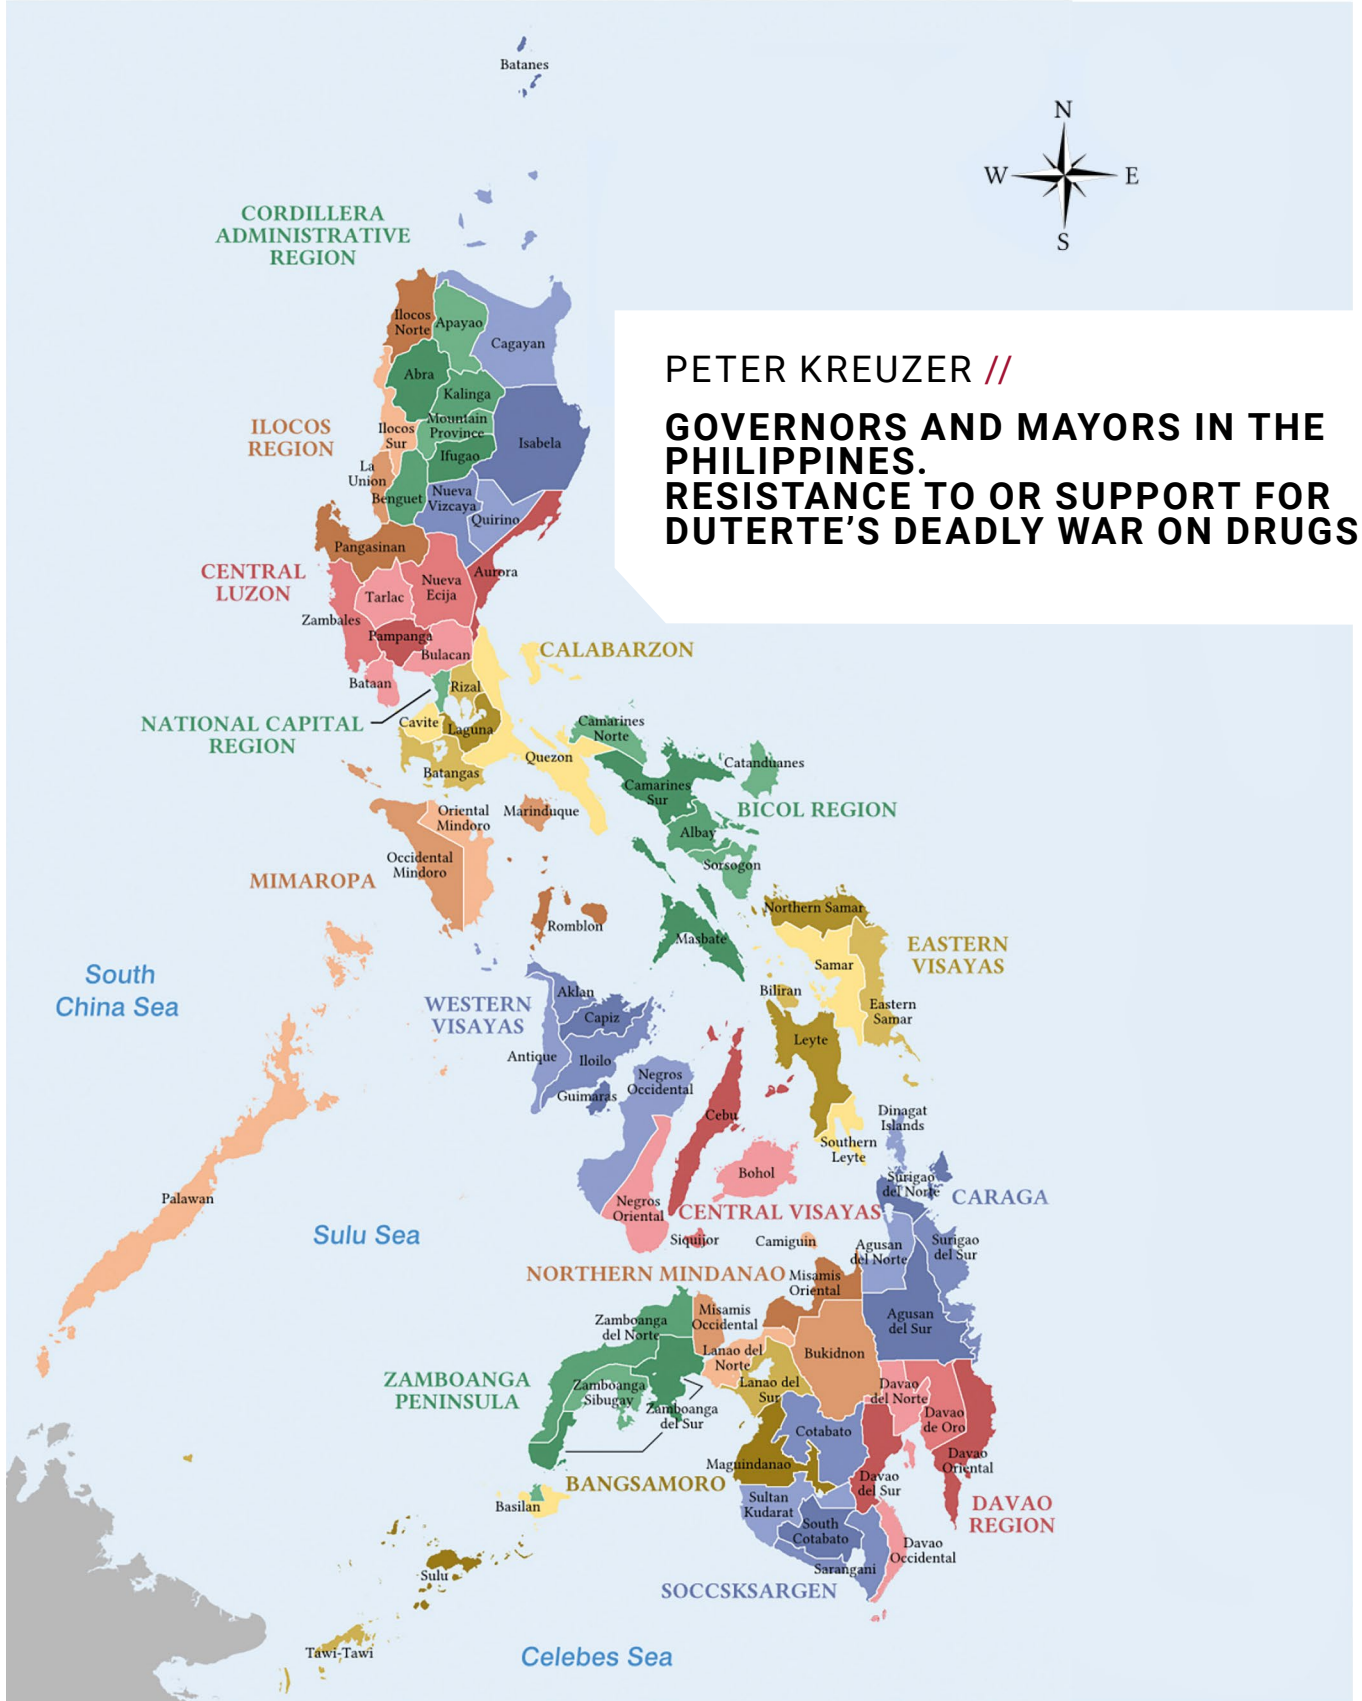 Batanes
N
W
E
S
CORDILLERA
ADMINISTRATIVE
REGION
Ilocos
Norte
Apayao
Cagayan
PETER KREUZER //
GOVERNORS AND MAYORS IN THE
PHILIPPINES.
RESISTANCE TO OR SUPPORT FOR
DUTERTE’S DEADLY WAR ON DRUGS
Abra
Kalinga
ILOCOS
REGION
Ilocos
Sur
Mountain
Province
Isabela
Ifugao
La
Union
Benguet
Nueva
Vizcaya
Quirino
Pangasinan
CENTRAL
LUZON
Aurora
Nueva
Ecija
Tarlac
Zambales
Pampanga
Bulacan
CALABARZON
Bataan
Rizal
NATIONAL CAPITAL
REGION
Cavite
Laguna
Camarines
Norte
Quezon
Catanduanes
Batangas
Camarines
Sur
Oriental
Mindoro
Marinduque
BICOL REGION
Albay
Occidental
Mindoro
Sorsogon
MIMAROPA
Northern Samar
Romblon
Masbate
EASTERN
VISAYAS
Samar
South
China Sea
Biliran
Aklan
WESTERN
VISAYAS
Capiz
Eastern
Samar
Leyte
Antique
Iloilo
Negros
Occidental
Guimaras
Cebu
Dinagat
Islands
Southern
Leyte
Bohol
Surigao
del Norte
CARAGA
Palawan
Negros
Oriental
CENTRAL VISAYAS
Sulu Sea
Siquijor
Camiguin
Agusan
del Norte
Surigao
del Sur
NORTHERN MINDANAO
Misamis
Oriental
Zamboanga
del Norte
Misamis
Occidental
Agusan
del Sur
Lanao del
Norte
Bukidnon
ZAMBOANGA
PENINSULA
Zamboanga
Sibugay
Lanao del
Sur
Davao
del Norte
Zamboanga
del Sur
Davao
de Oro
Cotabato
Maguindanao
Davao
Oriental
BANGSAMORO
Davao
del Sur
Basilan
Sultan
Kudarat
DAVAO
REGION
South
Cotabato
Davao
Occidental
Sulu
Sarangani
SOCCSKSARGEN
Tawi-Tawi
Celebes Sea